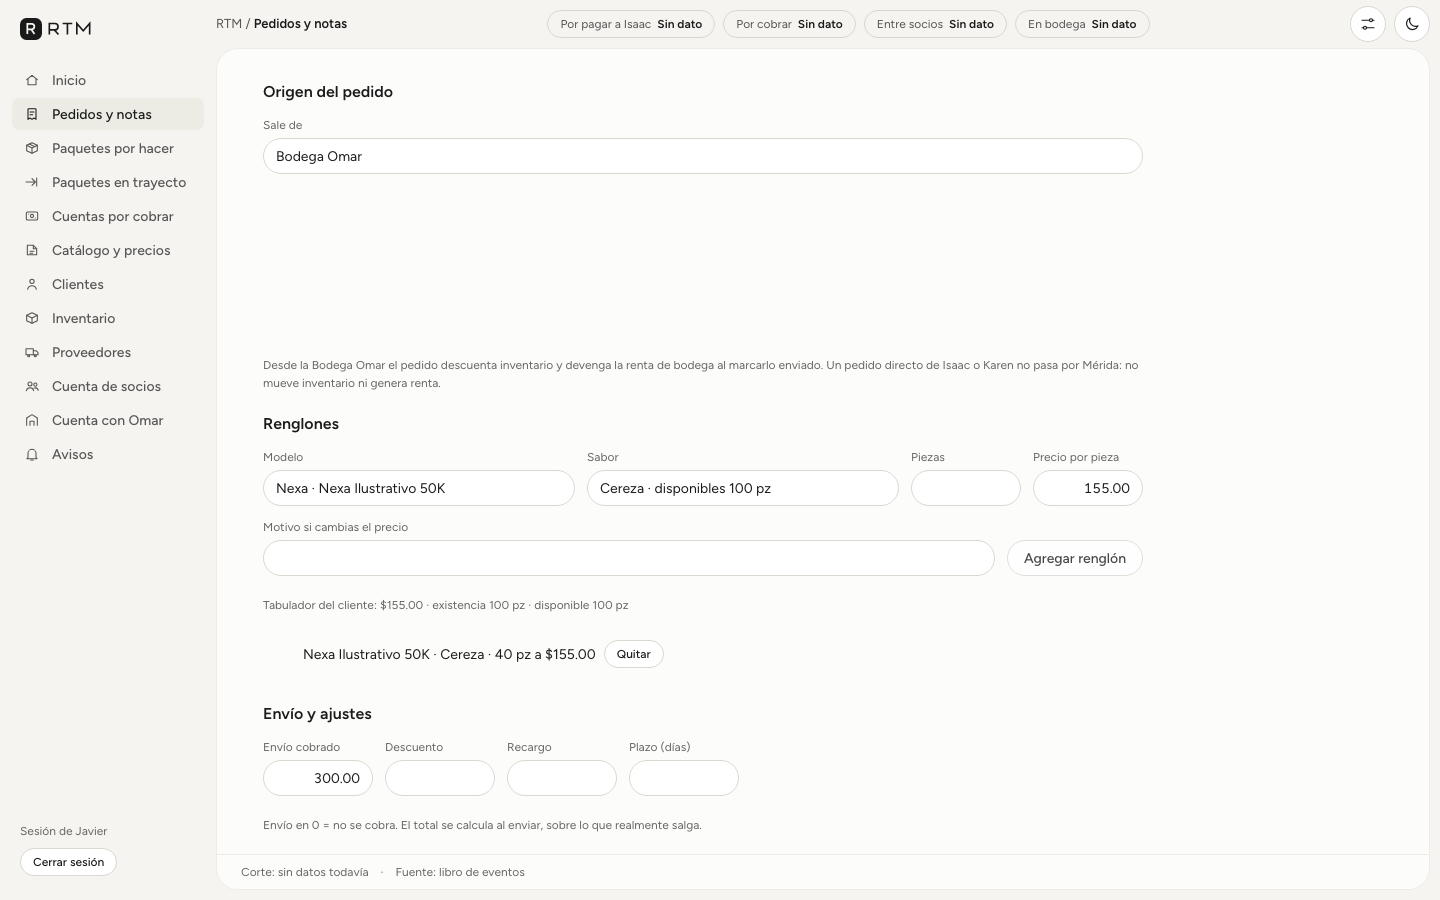 R RTM
RTM / Pedidos y notas
Por pagar a Isaac Sin dato
Por cobrar Sin dato
Entre socios Sin dato
En bodega Sin dato
Inicio
Pedidos y notas
Paquetes por hacer
Paquetes en trayecto
Cuentas por cobrar
Catálogo y precios
Clientes
Inventario
Proveedores
Cuenta de socios
Cuenta con Omar
Avisos
Sesión de Javier
Cerrar sesión
Origen del pedido
Sale de
Bodega Omar
Desde la Bodega Omar el pedido descuenta inventario y devenga la renta de bodega al marcarlo enviado. Un pedido directo de Isaac o Karen no pasa por Mérida: no
mueve inventario ni genera renta.
Renglones
Modelo Sabor Piezas Precio por pieza
Nexa · Nexa Ilustrativo 50K Cereza · disponibles 100 pz 155.00
Motivo si cambias el precio
Agregar renglón
Tabulador del cliente: $155.00 · existencia 100 pz · disponible 100 pz
Nexa Ilustrativo 50K · Cereza · 40 pz a $155.00 Quitar
Envío y ajustes
Envío cobrado Descuento Recargo Plazo (días)
300.00
Envío en 0 = no se cobra. El total se calcula al enviar, sobre lo que realmente salga.
Corte: sin datos todavía · Fuente: libro de eventos